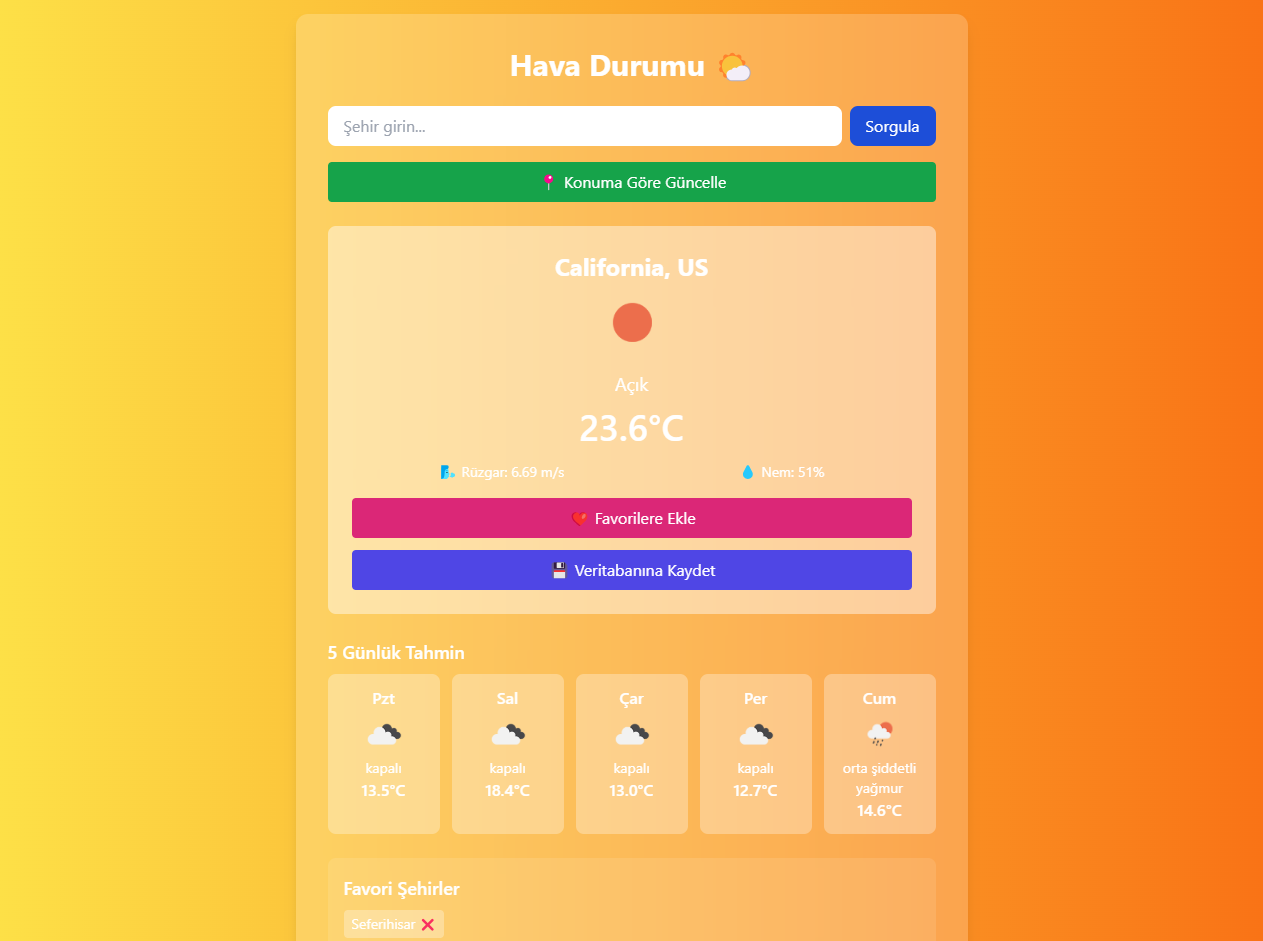 Hava Durumu 🌤️
Şehir girin...
Sorgula
📍 Konuma Göre Güncelle
California, US
Açık
23.6°C
🌬️ Rüzgar: 6.69 m/s
💧 Nem: 51%
❤️ Favorilere Ekle
💾 Veritabanına Kaydet
5 Günlük Tahmin
Pzt
kapalı
13.5°C
Sal
kapalı
18.4°C
Çar
kapalı
13.0°C
Per
kapalı
12.7°C
Cum
orta şiddetli
yağmur
14.6°C
Favori Şehirler
Seferihisar ❌